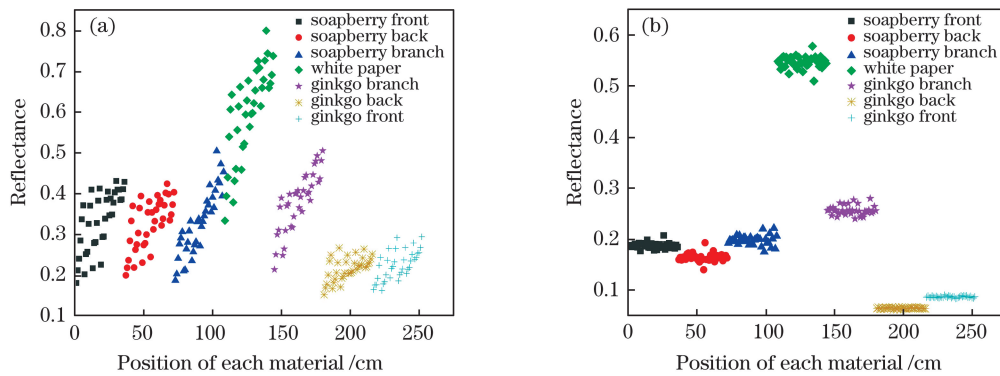 (a)
soapberry front
soapberry back
soapberry branch
white paper
ginkgo branch
ginkgo back
ginkgo front
0.8
0.7
0.6
0.5
0.4
0.3
0.2
0.1
Reflectance
0
50
100
150
200
250
Position of each material /cm
(b)
soapberry front
soapberry back
soapberry branch
white paper
ginkgo branch
ginkgo back
ginkgo front
0.6
0.5
0.4
0.3
0.2
0.1
Reflectance
0
50
100
150
200
250
Position of each material /cm